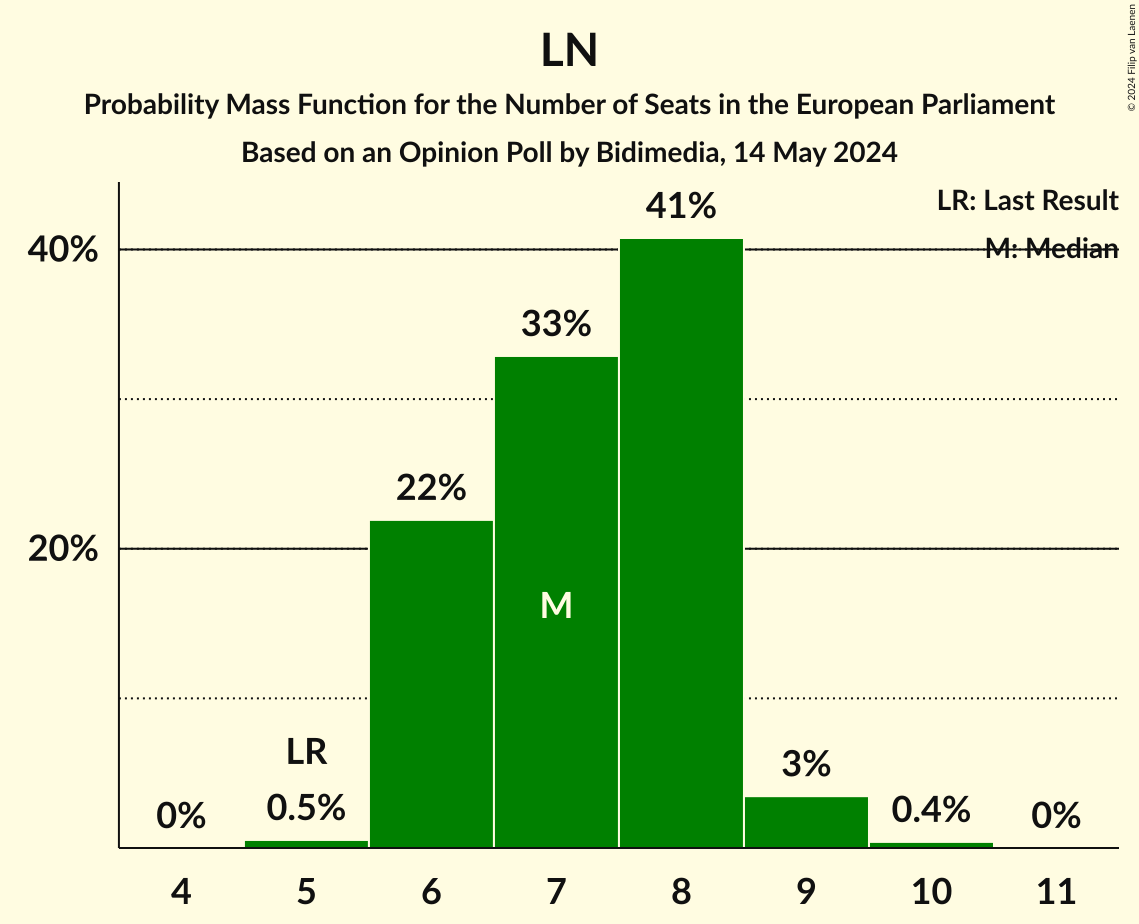 LN
Probability Mass Function for the Number of Seats in the European Parliament
Based on an Opinion Poll by Bidimedia, 14 May 2024
© 2024 Filip van Laenen
LR: Last Result
M: Median
40%
20%
0%
LR
0.5%
22%
33%
M
41%
3%
0.4%
0%
4 5 6 7 8 9 10 11